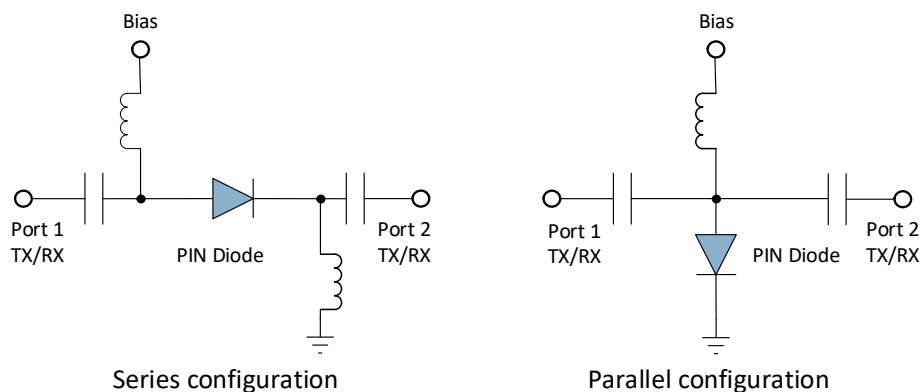 Bias
Bias
Port 1
TX/RX
PIN Diode
Port 2
TX/RX
Port 1
TX/RX
PIN Diode
Port 2
TX/RX
Series configuration
Parallel configuration